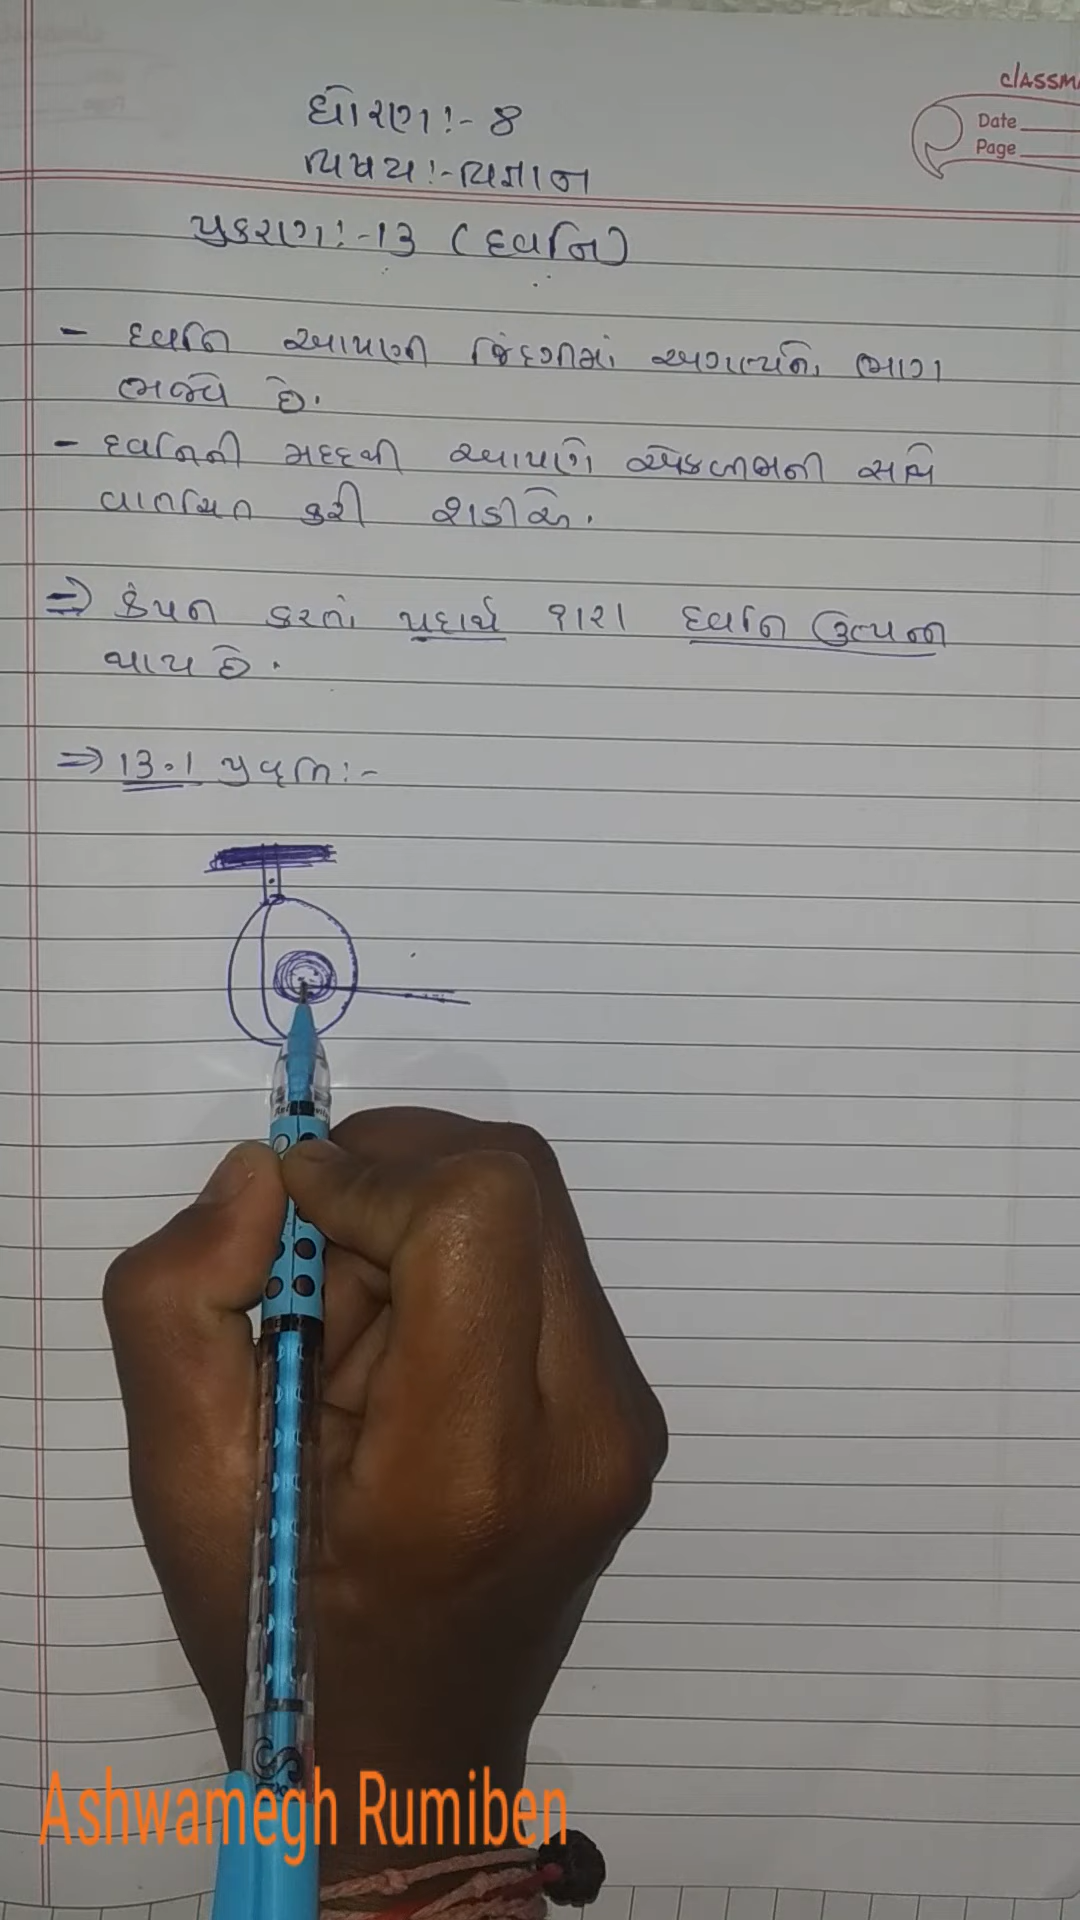 classm
Date
Page
ધોરણ :- 8
વિષય :- વિજ્ઞાન
પ્રકરણ :- 13 (ધ્વનિ)
- ધ્વનિ આપણી જિંદગીમાં અગત્યનો ભાગ
ભજવે છે.
- ધ્વનિની મદદથી આપણે એકબીજાની સાથે
વાતચિત કરી શકીએ.
⇒ કંપન કરતાં પદાર્થ દ્વારા ધ્વનિ ઉત્પન્ન
થાય છે.
⇒ 13.1 પ્રવૃત્તિ :-
Ashwamegh Rumiben